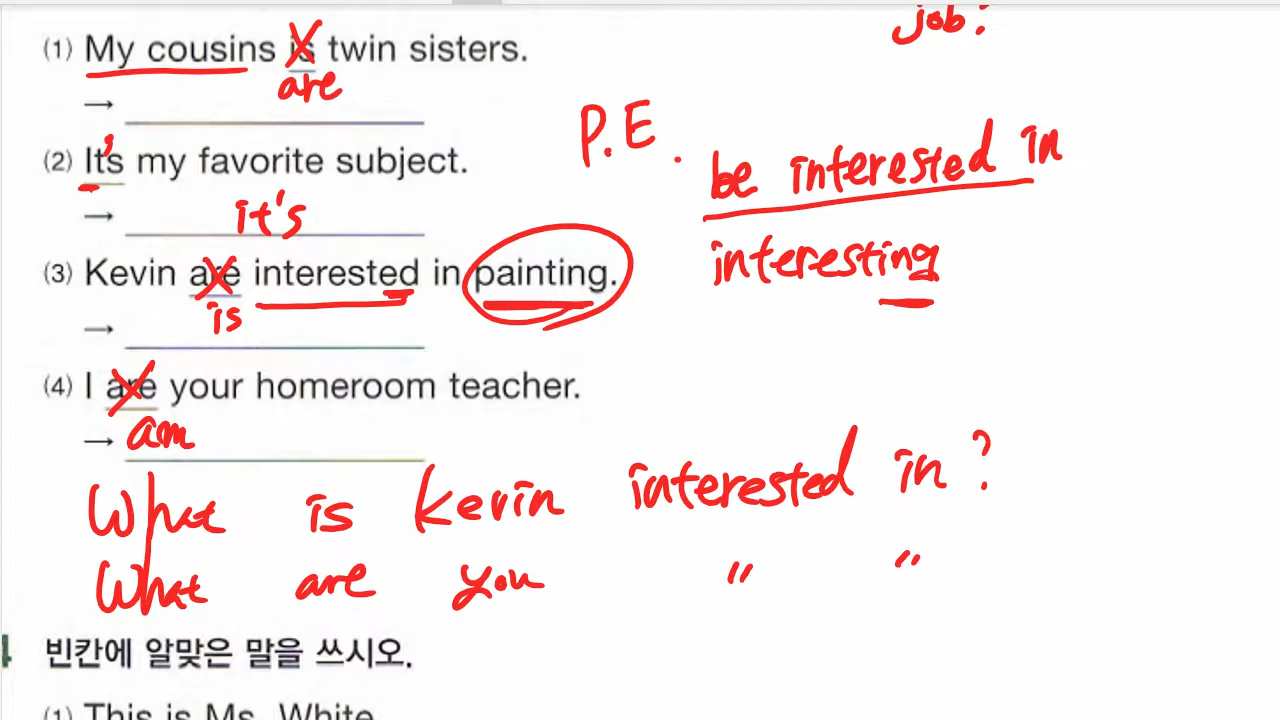 job?
(1) My cousins is twin sisters.
are
→
P.E.
(2) It's my favorite subject.
be interested in
→ it's
interesting
(3) Kevin are interested in painting.
→ is
(4) I are your homeroom teacher.
→ am
What is Kevin interested in?
What are you " "
4 빈칸에 알맞은 말을 쓰시오.
(1) This is Ms. White.